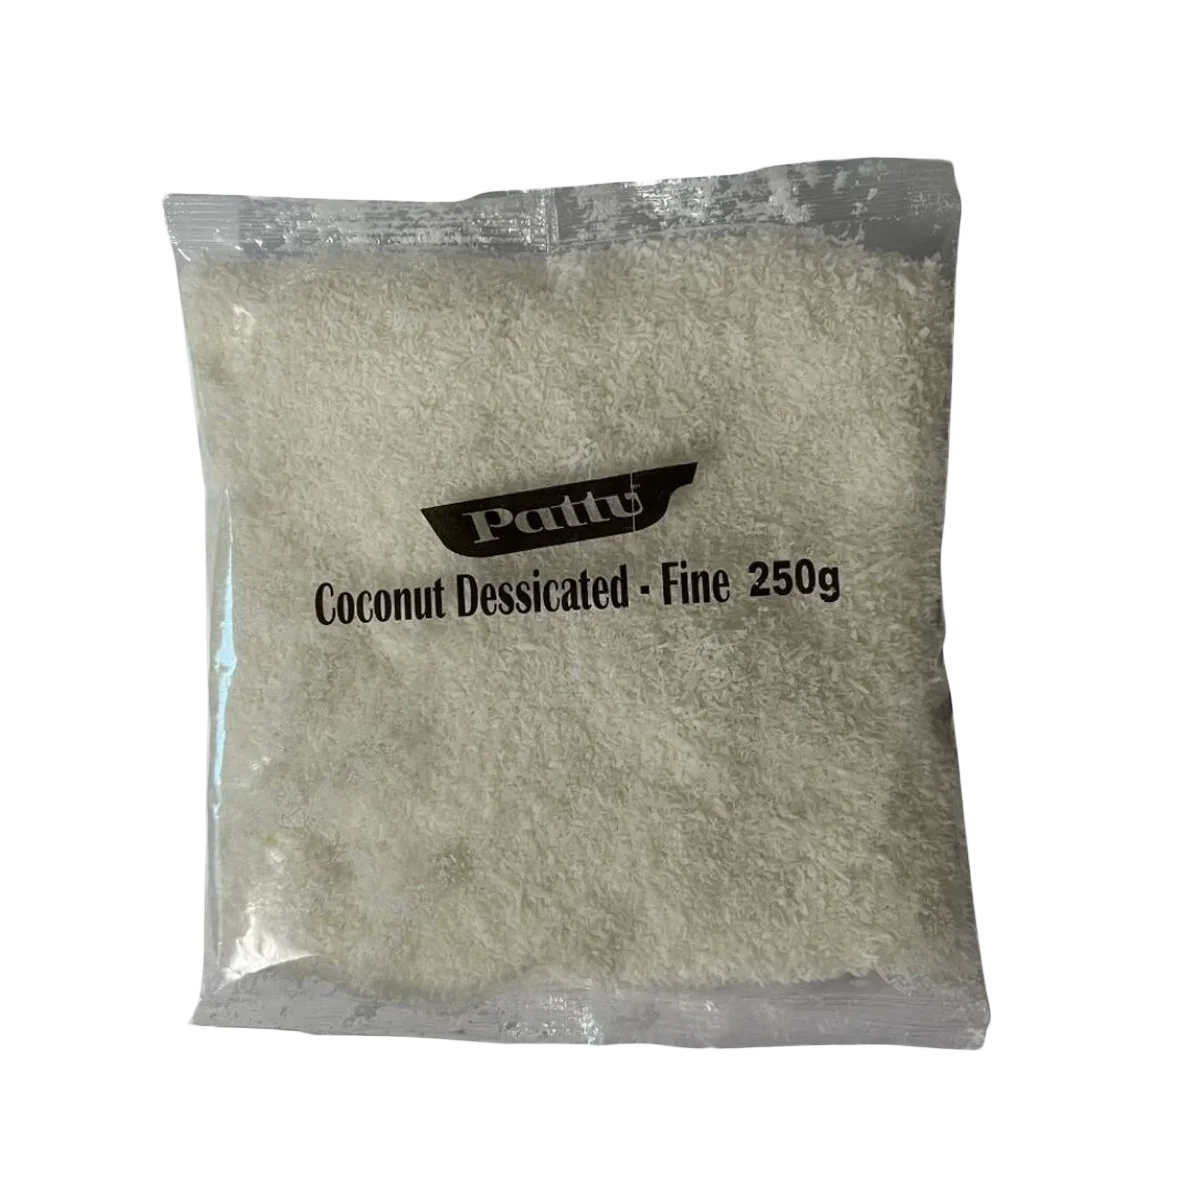 Pattu
Coconut Dessicated - Fine 250g